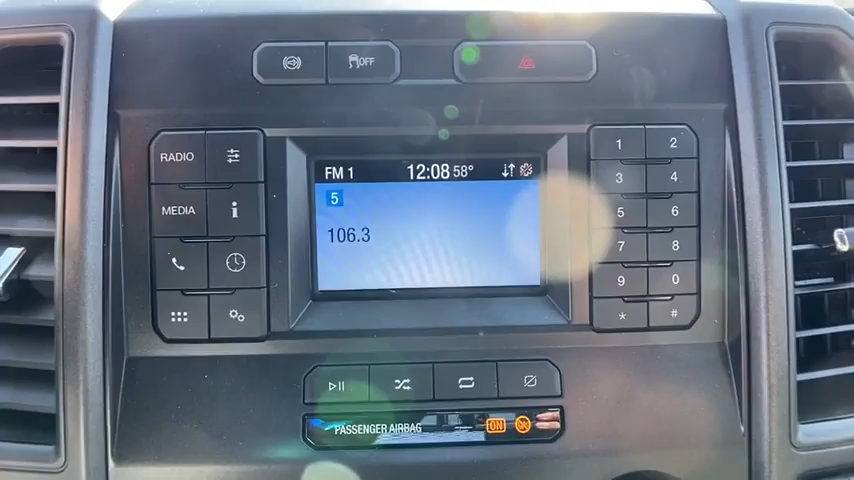 OFF
RADIO
MEDIA
i
FM 1 12:08 58°
5
106.3
1 2
3 4
5 6
7 8
9 0
* #
PASSENGER AIRBAG ON